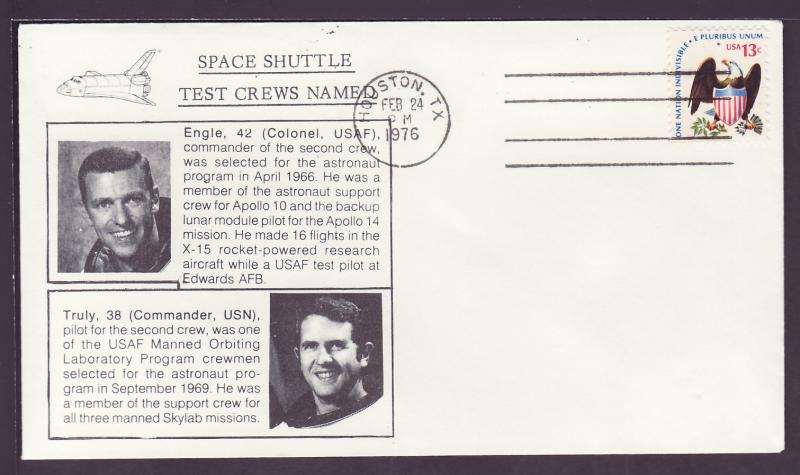 SPACE SHUTTLE
TEST CREWS NAMED
HOUSTON, TX
FEB 24
PM
1976
E PLURIBUS UNUM
USA 13c
ONE NATION INDIVISIBLE
Engle, 42 (Colonel, USAF),
commander of the second crew,
was selected for the astronaut
program in April 1966. He was a
member of the astronaut support
crew for Apollo 10 and the backup
lunar module pilot for the Apollo 14
mission. He made 16 flights in the
X-15 rocket-powered research
aircraft while a USAF test pilot at
Edwards AFB.
Truly, 38 (Commander, USN),
pilot for the second crew, was one
of the USAF Manned Orbiting
Laboratory Program crewmen
selected for the astronaut pro-
gram in September 1969. He was
a member of the support crew for
all three manned Skylab missions.